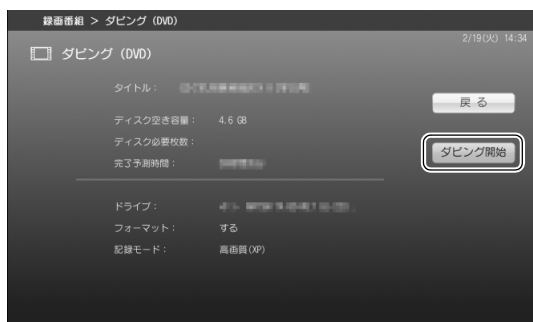 録画番組 > ダビング (DVD)
2/19(火) 14:34
ダビング (DVD)
タイトル：
戻る
ディスク空き容量： 4.6 GB
ディスク必要枚数：
ダビング開始
完了予測時間：
ドライブ：
フォーマット： する
記録モード： 高画質(XP)